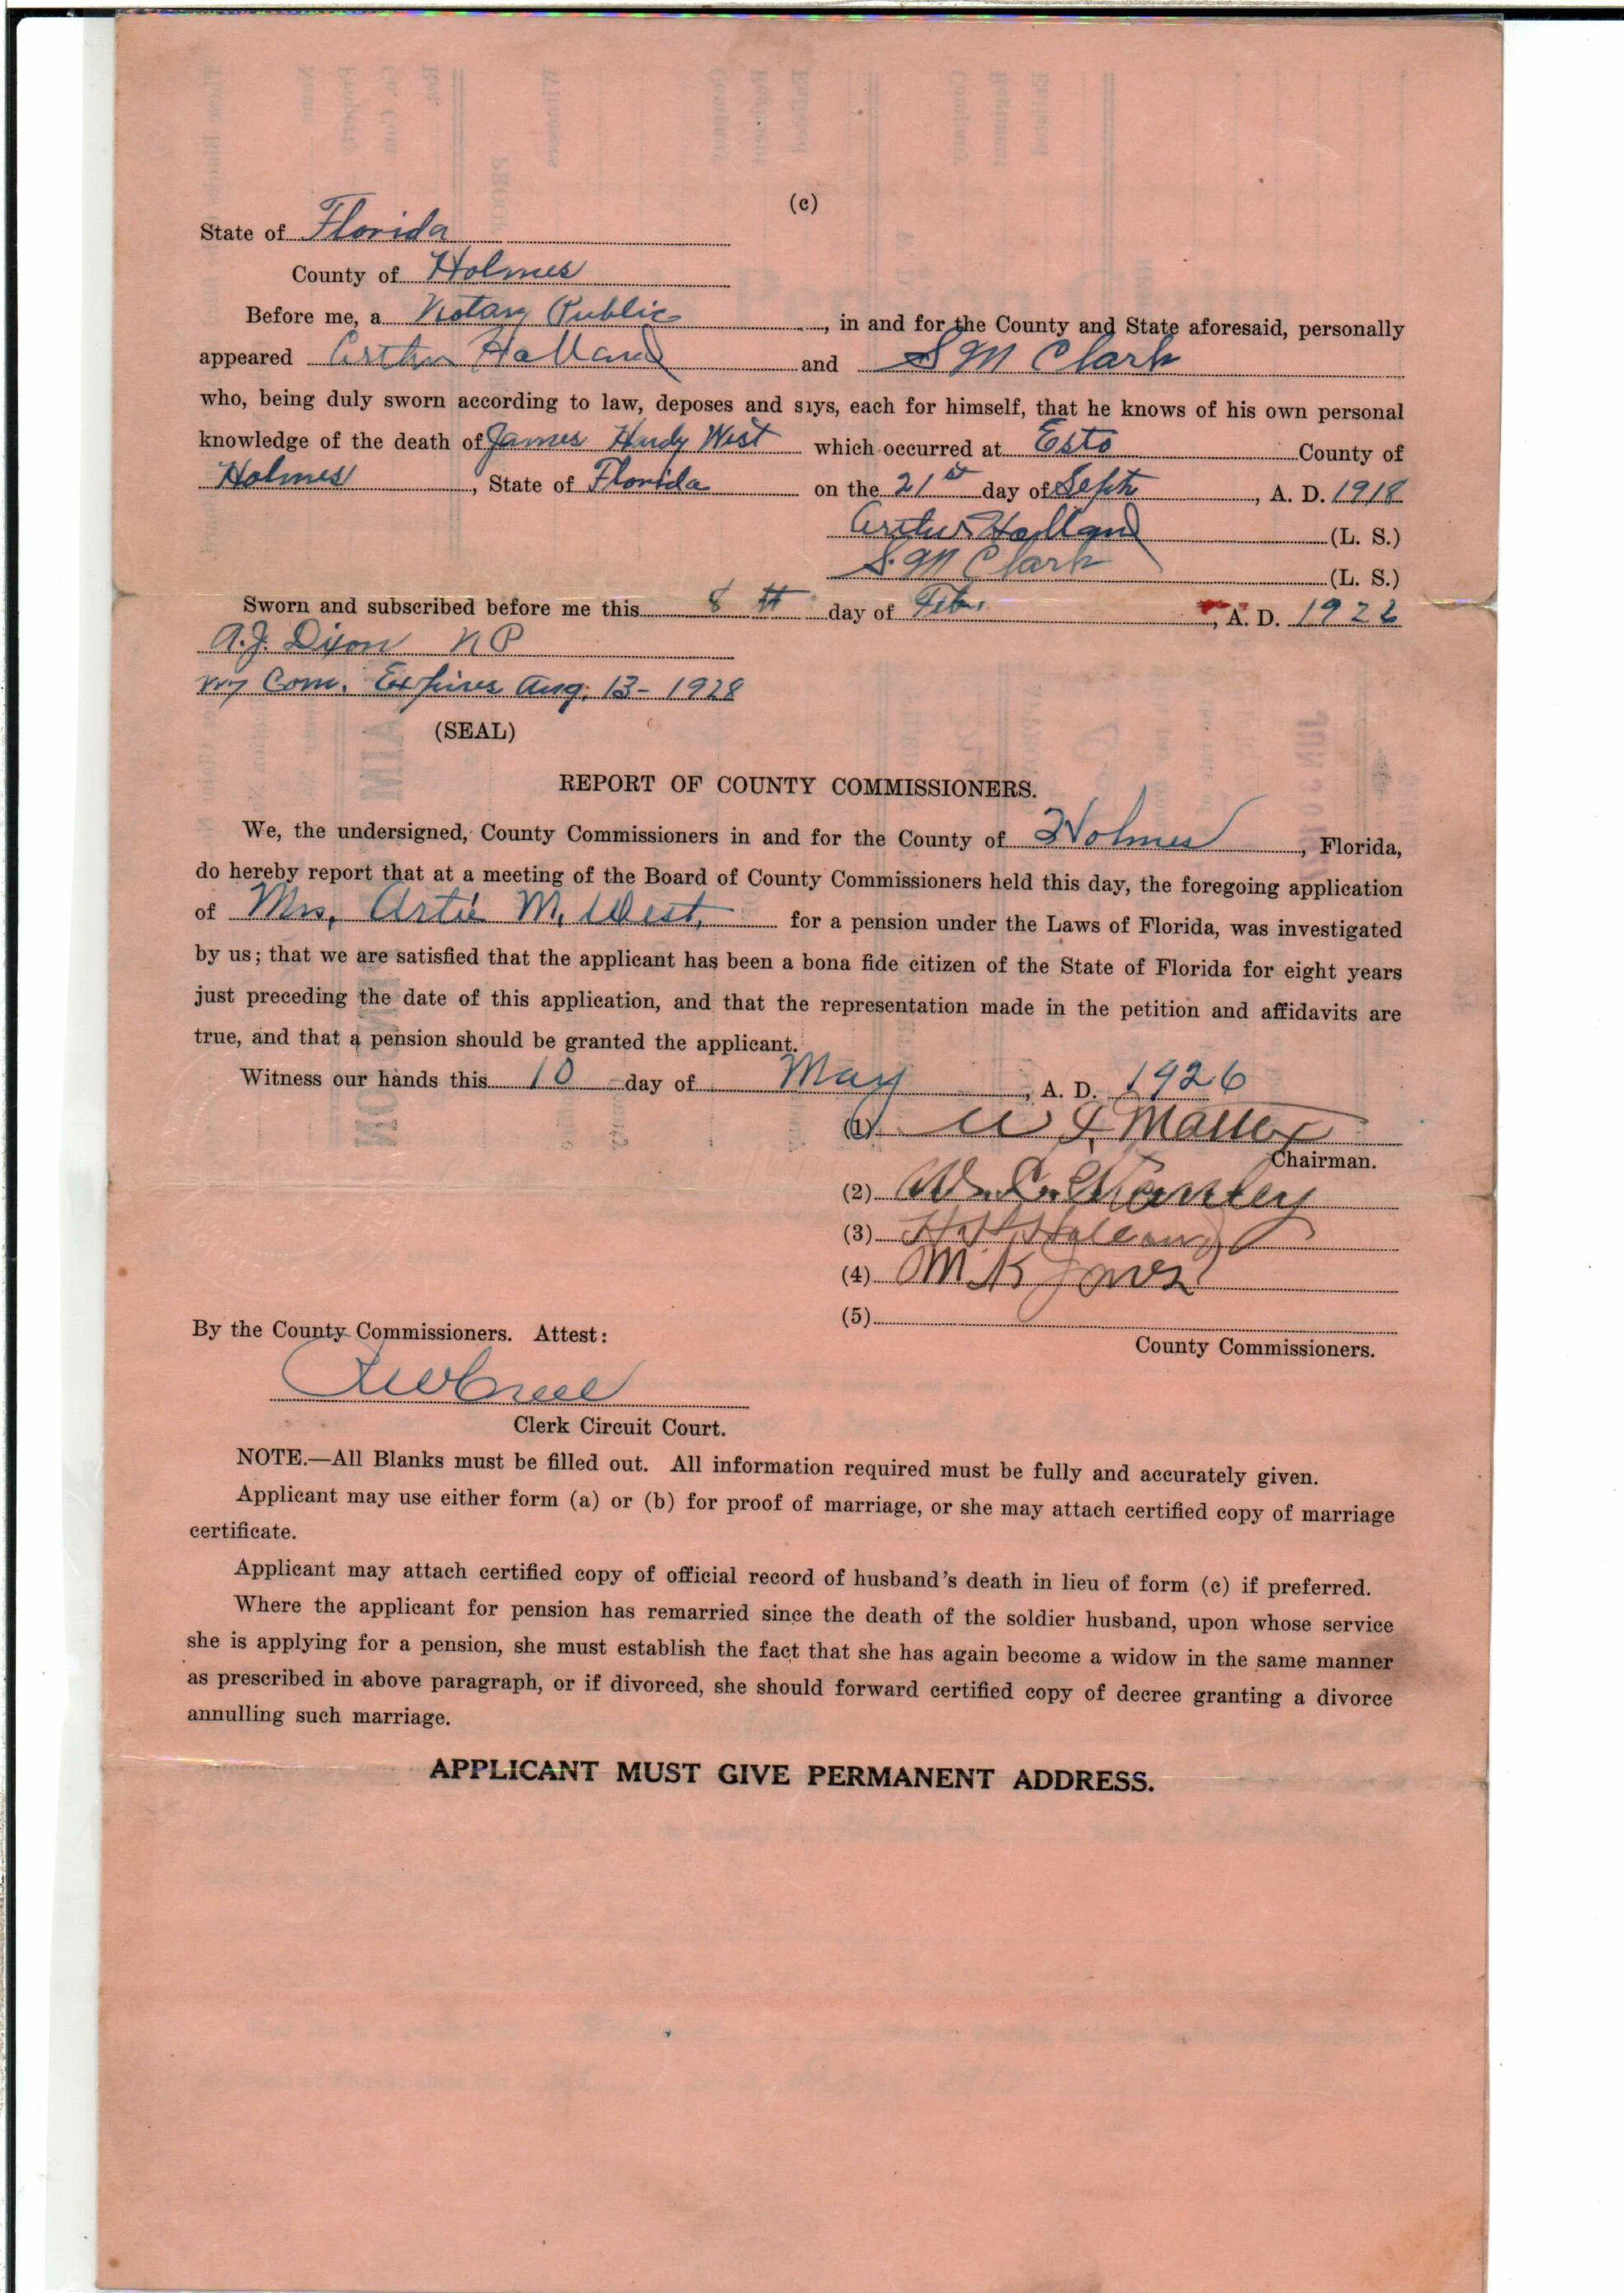 (c)
State of Florida
County of Holmes
Before me, a Notary Public, in and for the County and State aforesaid, personally
appeared Arthur Holland and S M Clark
who, being duly sworn according to law, deposes and says, each for himself, that he knows of his own personal
knowledge of the death of James Hudy West which occurred at Esto County of
Holmes, State of Florida on the 21st day of Sept, A. D. 1918
Arthur Holland (L. S.)
S. M Clark (L. S.)
Sworn and subscribed before me this 8th day of Feb., A. D. 1926
A.J. Dixon N P
my Com. Expires Aug. 13 - 1928
(SEAL)
REPORT OF COUNTY COMMISSIONERS.
We, the undersigned, County Commissioners in and for the County of Holmes, Florida,
do hereby report that at a meeting of the Board of County Commissioners held this day, the foregoing application
of Mrs. Artie M. West, for a pension under the Laws of Florida, was investigated
by us; that we are satisfied that the applicant has been a bona fide citizen of the State of Florida for eight years
just preceding the date of this application, and that the representation made in the petition and affidavits are
true, and that a pension should be granted the applicant.
Witness our hands this 10 day of May, A. D. 1926
(1)
Chairman.
(2)
(3)
(4) M K Jones
(5)
By the County Commissioners. Attest:
County Commissioners.
Clerk Circuit Court.
NOTE.—All Blanks must be filled out. All information required must be fully and accurately given.
Applicant may use either form (a) or (b) for proof of marriage, or she may attach certified copy of marriage
certificate.
Applicant may attach certified copy of official record of husband's death in lieu of form (c) if preferred.
Where the applicant for pension has remarried since the death of the soldier husband, upon whose service
she is applying for a pension, she must establish the fact that she has again become a widow in the same manner
as prescribed in above paragraph, or if divorced, she should forward certified copy of decree granting a divorce
annulling such marriage.
APPLICANT MUST GIVE PERMANENT ADDRESS.